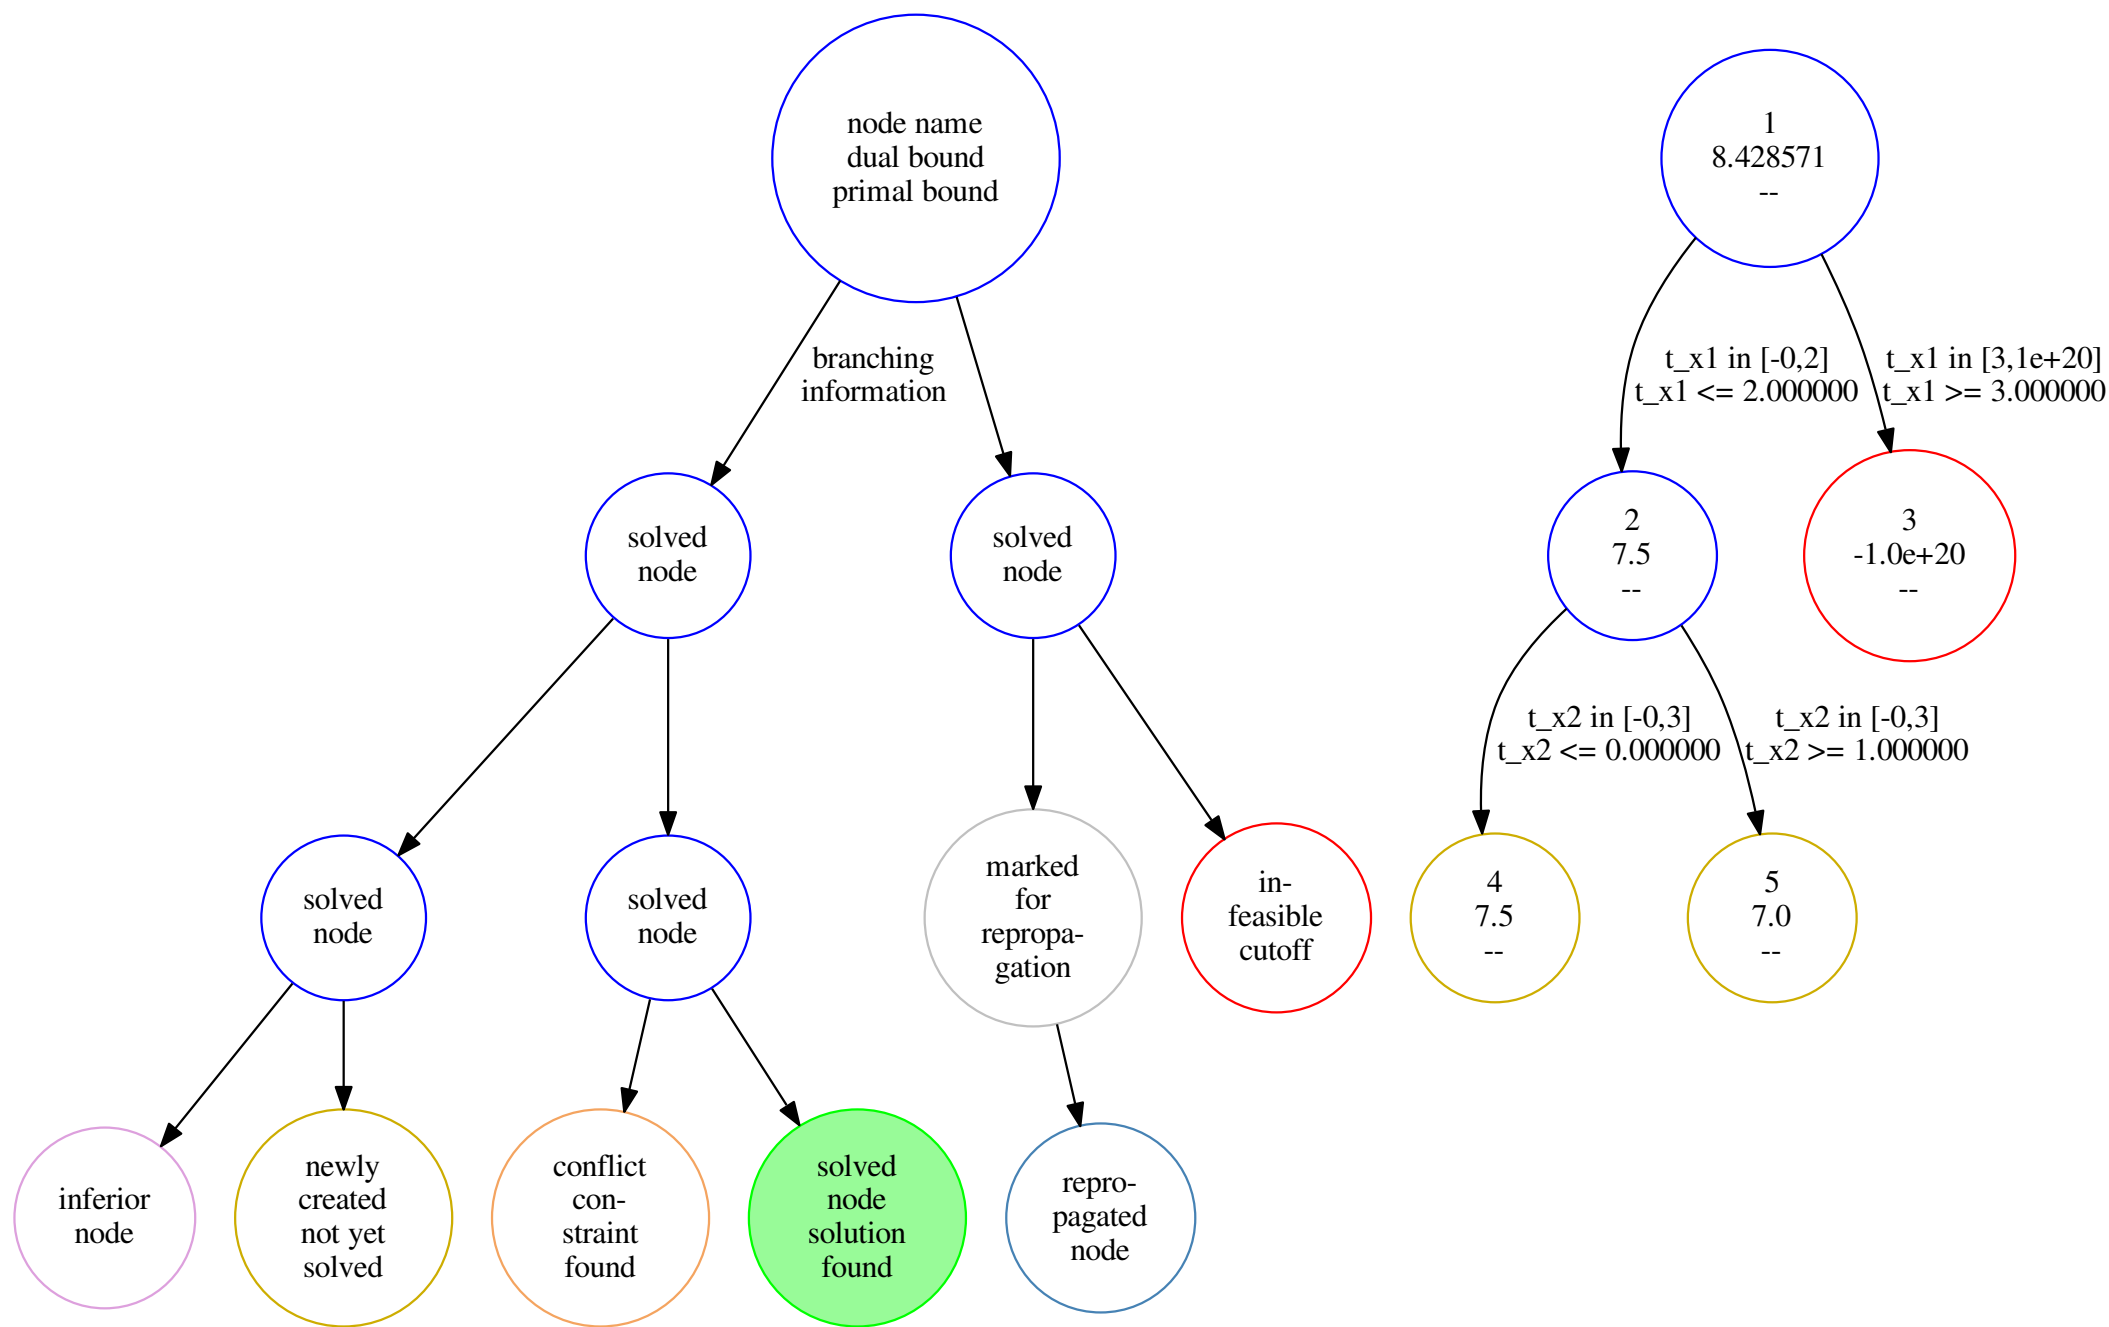 node name
dual bound
primal bound
branching
information
solved
node
solved
node
solved
node
solved
node
marked
for
repropa-
gation
in-
feasible
cutoff
inferior
node
newly
created
not yet
solved
conflict
con-
straint
found
solved
node
solution
found
repro-
pagated
node
1
8.428571
--
t_x1 in [-0,2]
t_x1 <= 2.000000
t_x1 in [3,1e+20]
t_x1 >= 3.000000
2
7.5
--
3
-1.0e+20
--
t_x2 in [-0,3]
t_x2 <= 0.000000
t_x2 in [-0,3]
t_x2 >= 1.000000
4
7.5
--
5
7.0
--